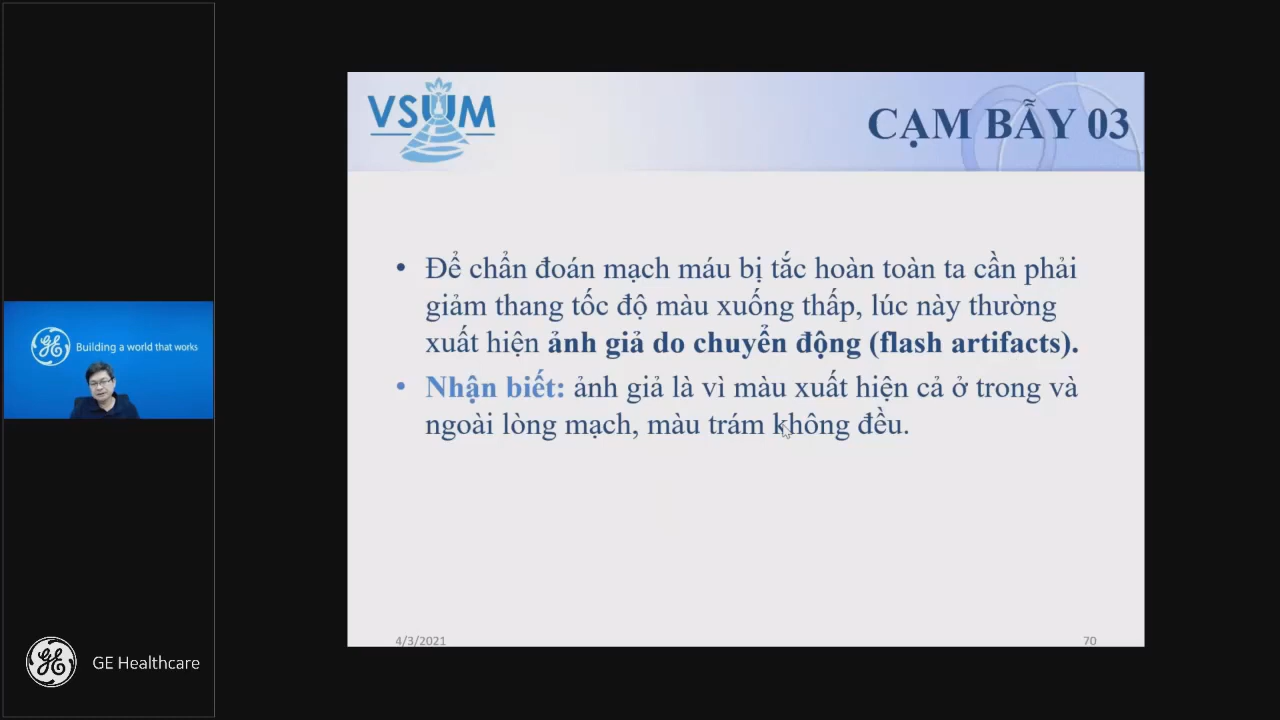 VSUM
CẠM BẪY 03
• Để chẩn đoán mạch máu bị tắc hoàn toàn ta cần phải
giảm thang tốc độ màu xuống thấp, lúc này thường
xuất hiện ảnh giả do chuyển động (flash artifacts).
• Nhận biết: ảnh giả là vì màu xuất hiện cả ở trong và
ngoài lòng mạch, màu trám không đều.
4/3/2021
70
GE Building a world that works
GE GE Healthcare